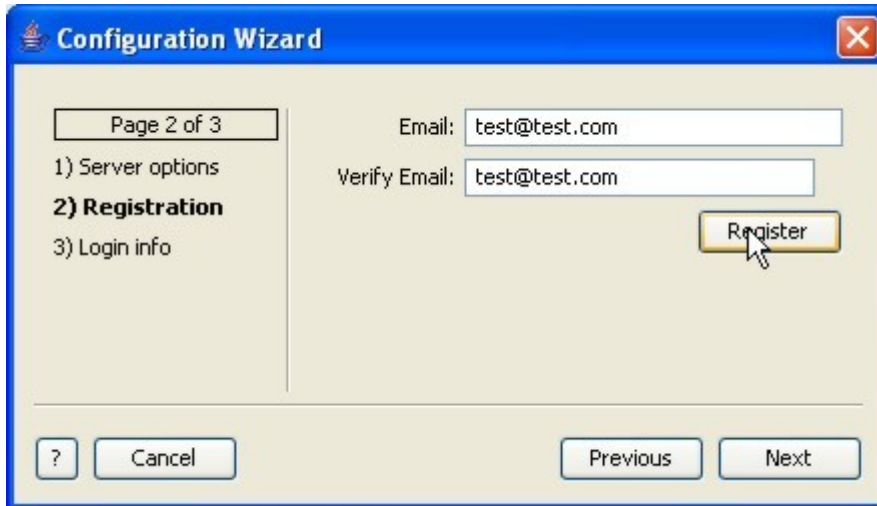 Configuration Wizard
Page 2 of 3
1) Server options
2) Registration
3) Login info
Email: test@test.com
Verify Email: test@test.com
Register
? Cancel Previous Next